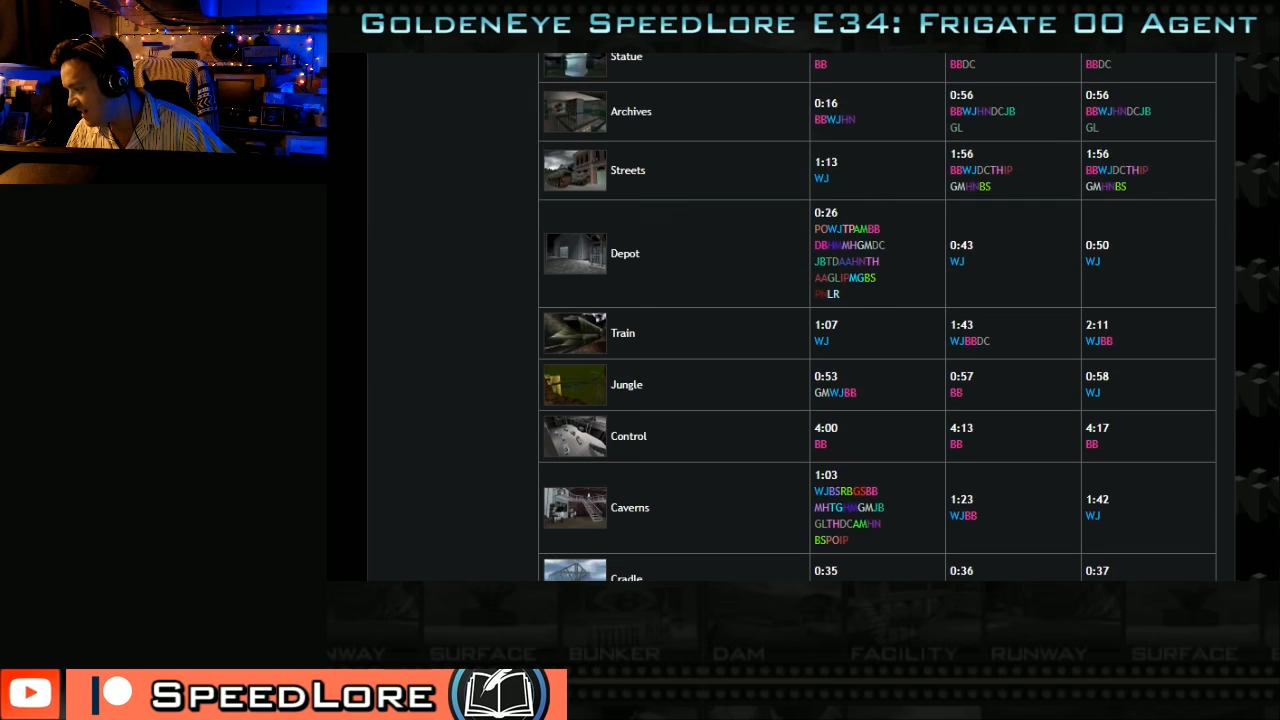 GoldenEye SpeedLore E34: Frigate 00 Agent
Statue
BB
BBDC
BBDC
Archives
0:16
BBWJHN
0:56
BBWJHNDCJB
GL
0:56
BBWJHNDCJB
GL
Streets
1:13
WJ
1:56
BBWJDCTHIP
GMHNBS
1:56
BBWJDCTHIP
GMHNBS
Depot
0:26
POWJTPAMBB
DBHMMHGMDC
JBTDAAHNTH
AAGLIPMGBS
LR
0:43
WJ
0:50
WJ
Train
1:07
WJ
1:43
WJBBDC
2:11
WJBB
Jungle
0:53
GMWJBB
0:57
BB
0:58
WJ
Control
4:00
BB
4:13
BB
4:17
BB
Caverns
1:03
WJBSRBGSBB
MHTGHMGMJB
GLTHDCAMHN
BSPOIP
1:23
WJBB
1:42
WJ
Cradle
0:35
0:36
0:37
NWAY SURFACE BUNKER DAM FACILITY RUNWAY SURFACE
SpeedLore